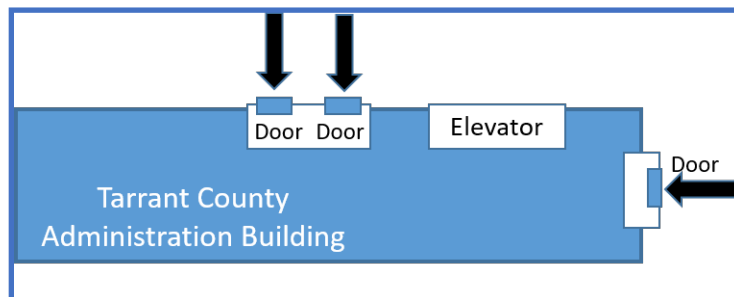 Door Door
Elevator
Door
Tarrant County
Administration Building